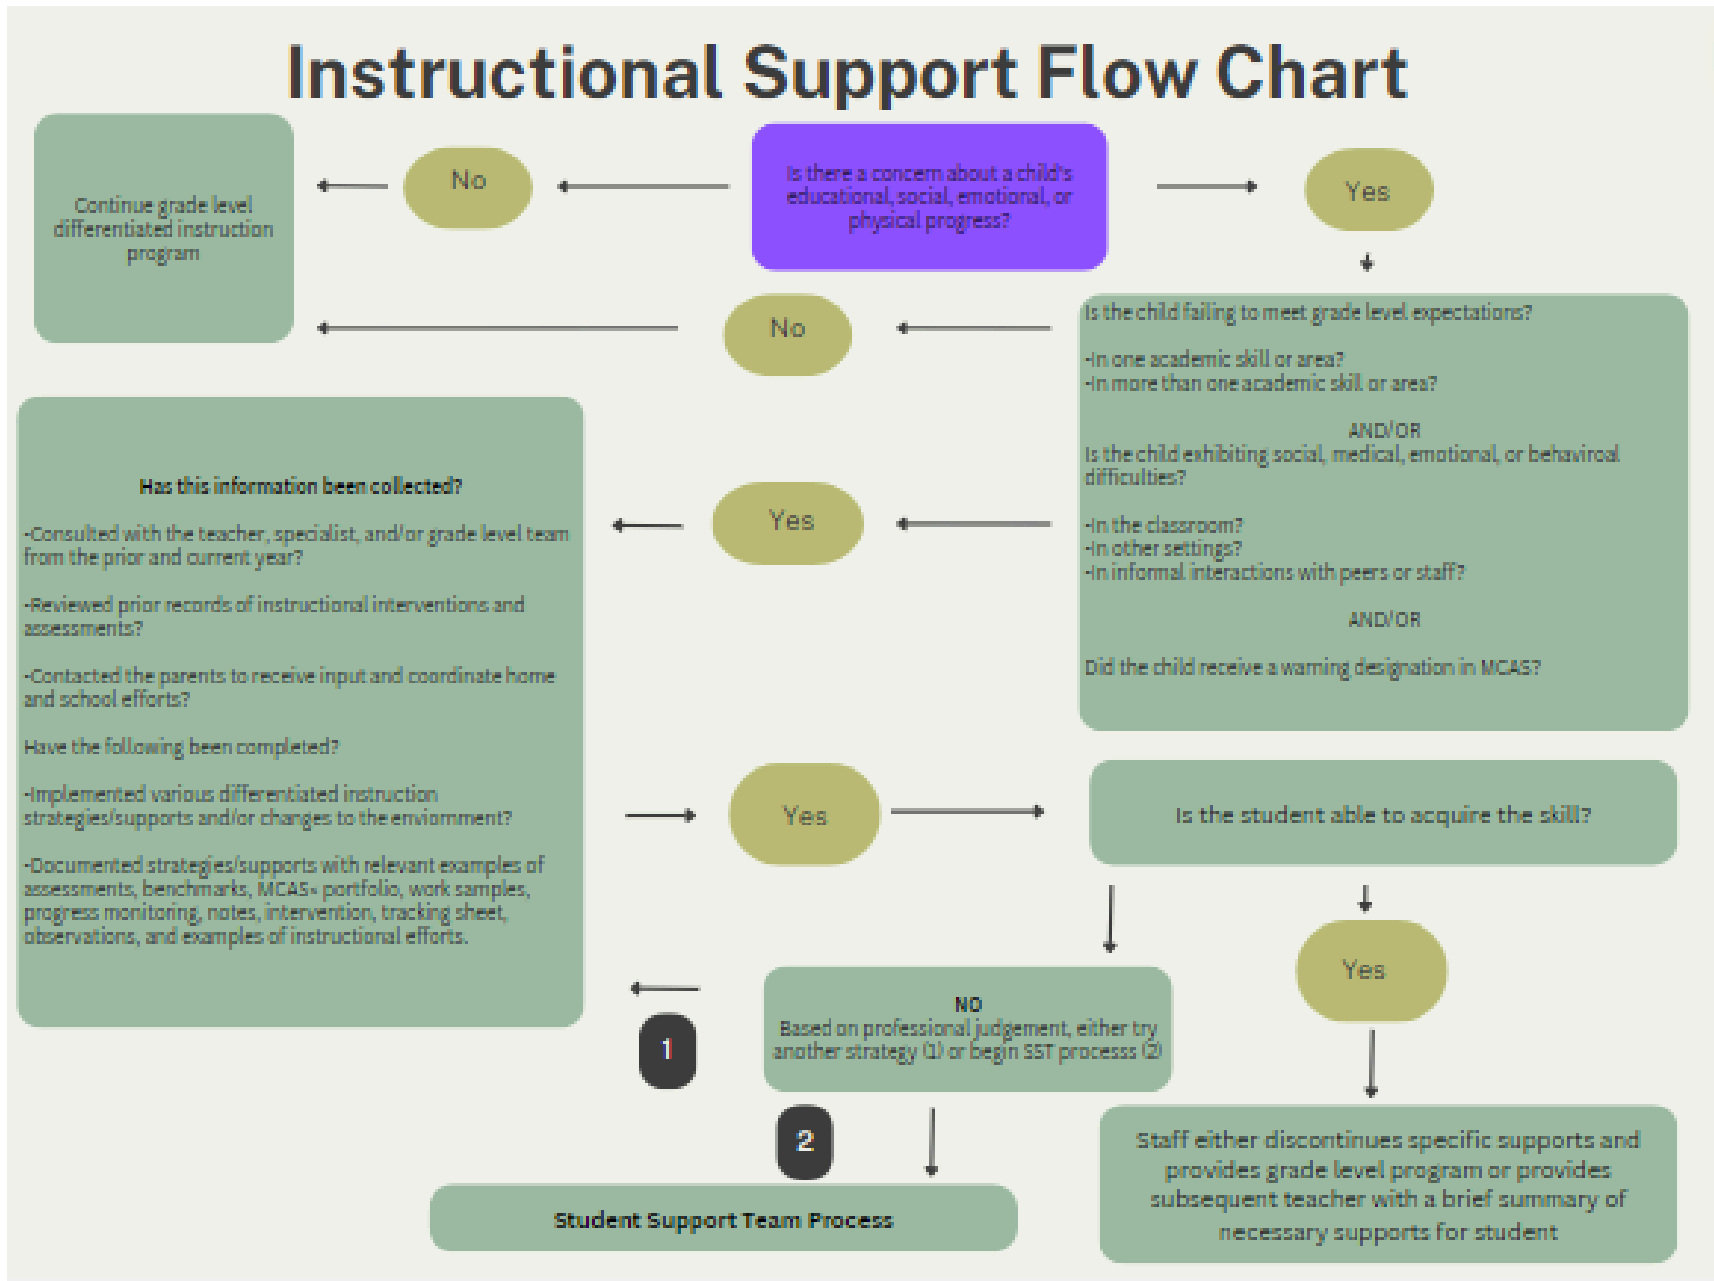 Instructional Support Flow Chart
Continue grade level
differentiated instruction
program
No
Is there a concern about a child's
educational, social, emotional, or
physical progress?
Yes
No
Is the child failing to meet grade level expectations?
-In one academic skill or area?
-In more than one academic skill or area?
AND/OR
Is the child exhibiting social, medical, emotional, or behaviroal
difficulties?
-In the classroom?
-In other settings?
-In informal interactions with peers or staff?
AND/OR
Did the child receive a warning designation in MCAS?
Yes
Has this information been collected?
-Consulted with the teacher, specialist, and/or grade level team
from the prior and current year?
-Reviewed prior records of instructional interventions and
assessments?
-Contacted the parents to receive input and coordinate home
and school efforts?
Have the following been completed?
-Implemented various differentiated instruction
strategies/supports and/or changes to the enviornment?
-Documented strategies/supports with relevant examples of
assessments, benchmarks, MCAS portfolio, work samples,
progress monitoring, notes, intervention, tracking sheet,
observations, and examples of instructional efforts.
Yes
Is the student able to acquire the skill?
Yes
NO
Based on professional judgement, either try
another strategy (1) or begin SST processs (2)
1
2
Student Support Team Process
Staff either discontinues specific supports and
provides grade level program or provides
subsequent teacher with a brief summary of
necessary supports for student